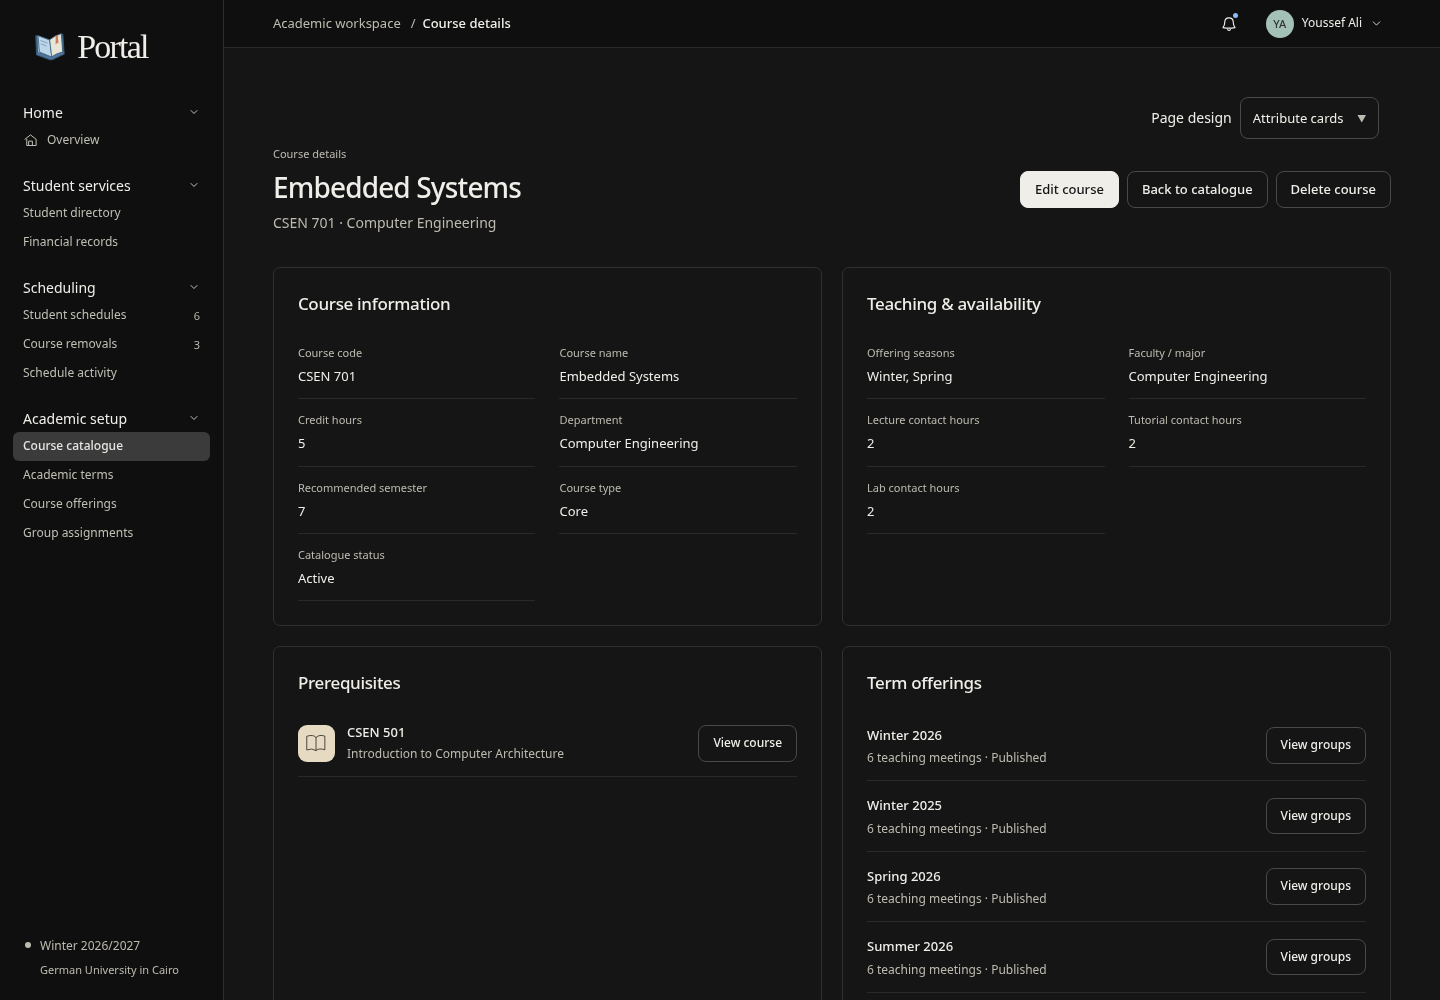 Portal
Academic workspace / Course details
YA Youssef Ali
Home
Overview
Student services
Student directory
Financial records
Scheduling
Student schedules 6
Course removals 3
Schedule activity
Academic setup
Course catalogue
Academic terms
Course offerings
Group assignments
Winter 2026/2027
German University in Cairo
Page design Attribute cards
Course details
Embedded Systems
CSEN 701 · Computer Engineering
Edit course Back to catalogue Delete course
Course information
Course code Course name
CSEN 701 Embedded Systems
Credit hours Department
5 Computer Engineering
Recommended semester Course type
7 Core
Catalogue status
Active
Teaching & availability
Offering seasons Faculty / major
Winter, Spring Computer Engineering
Lecture contact hours Tutorial contact hours
2 2
Lab contact hours
2
Prerequisites
CSEN 501
Introduction to Computer Architecture
View course
Term offerings
Winter 2026
6 teaching meetings · Published
View groups
Winter 2025
6 teaching meetings · Published
View groups
Spring 2026
6 teaching meetings · Published
View groups
Summer 2026
6 teaching meetings · Published
View groups